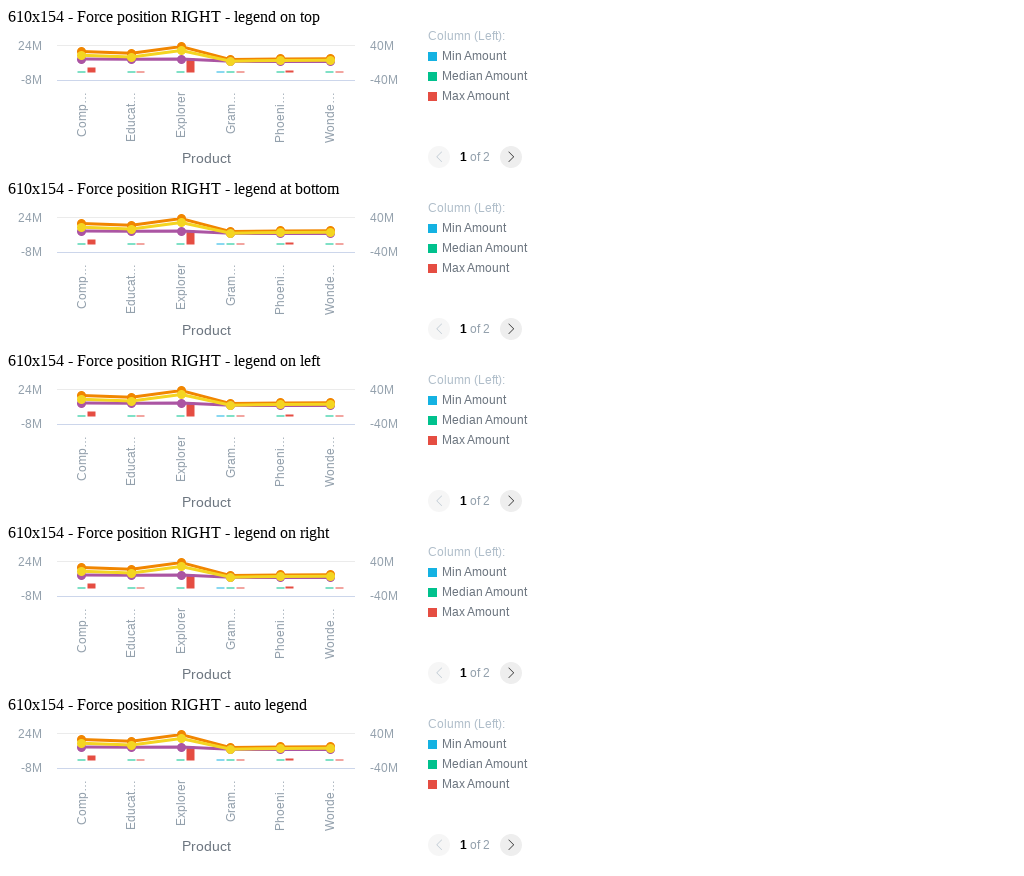 610x154 - Force position RIGHT - legend on top
24M
-8M
40M
-40M
Comp…
Educat…
Explorer
Gram…
Phoeni…
Wonde…
Product
Column (Left):
Min Amount
Median Amount
Max Amount
1 of 2
610x154 - Force position RIGHT - legend at bottom
24M
-8M
40M
-40M
Comp…
Educat…
Explorer
Gram…
Phoeni…
Wonde…
Product
Column (Left):
Min Amount
Median Amount
Max Amount
1 of 2
610x154 - Force position RIGHT - legend on left
24M
-8M
40M
-40M
Comp…
Educat…
Explorer
Gram…
Phoeni…
Wonde…
Product
Column (Left):
Min Amount
Median Amount
Max Amount
1 of 2
610x154 - Force position RIGHT - legend on right
24M
-8M
40M
-40M
Comp…
Educat…
Explorer
Gram…
Phoeni…
Wonde…
Product
Column (Left):
Min Amount
Median Amount
Max Amount
1 of 2
610x154 - Force position RIGHT - auto legend
24M
-8M
40M
-40M
Comp…
Educat…
Explorer
Gram…
Phoeni…
Wonde…
Product
Column (Left):
Min Amount
Median Amount
Max Amount
1 of 2